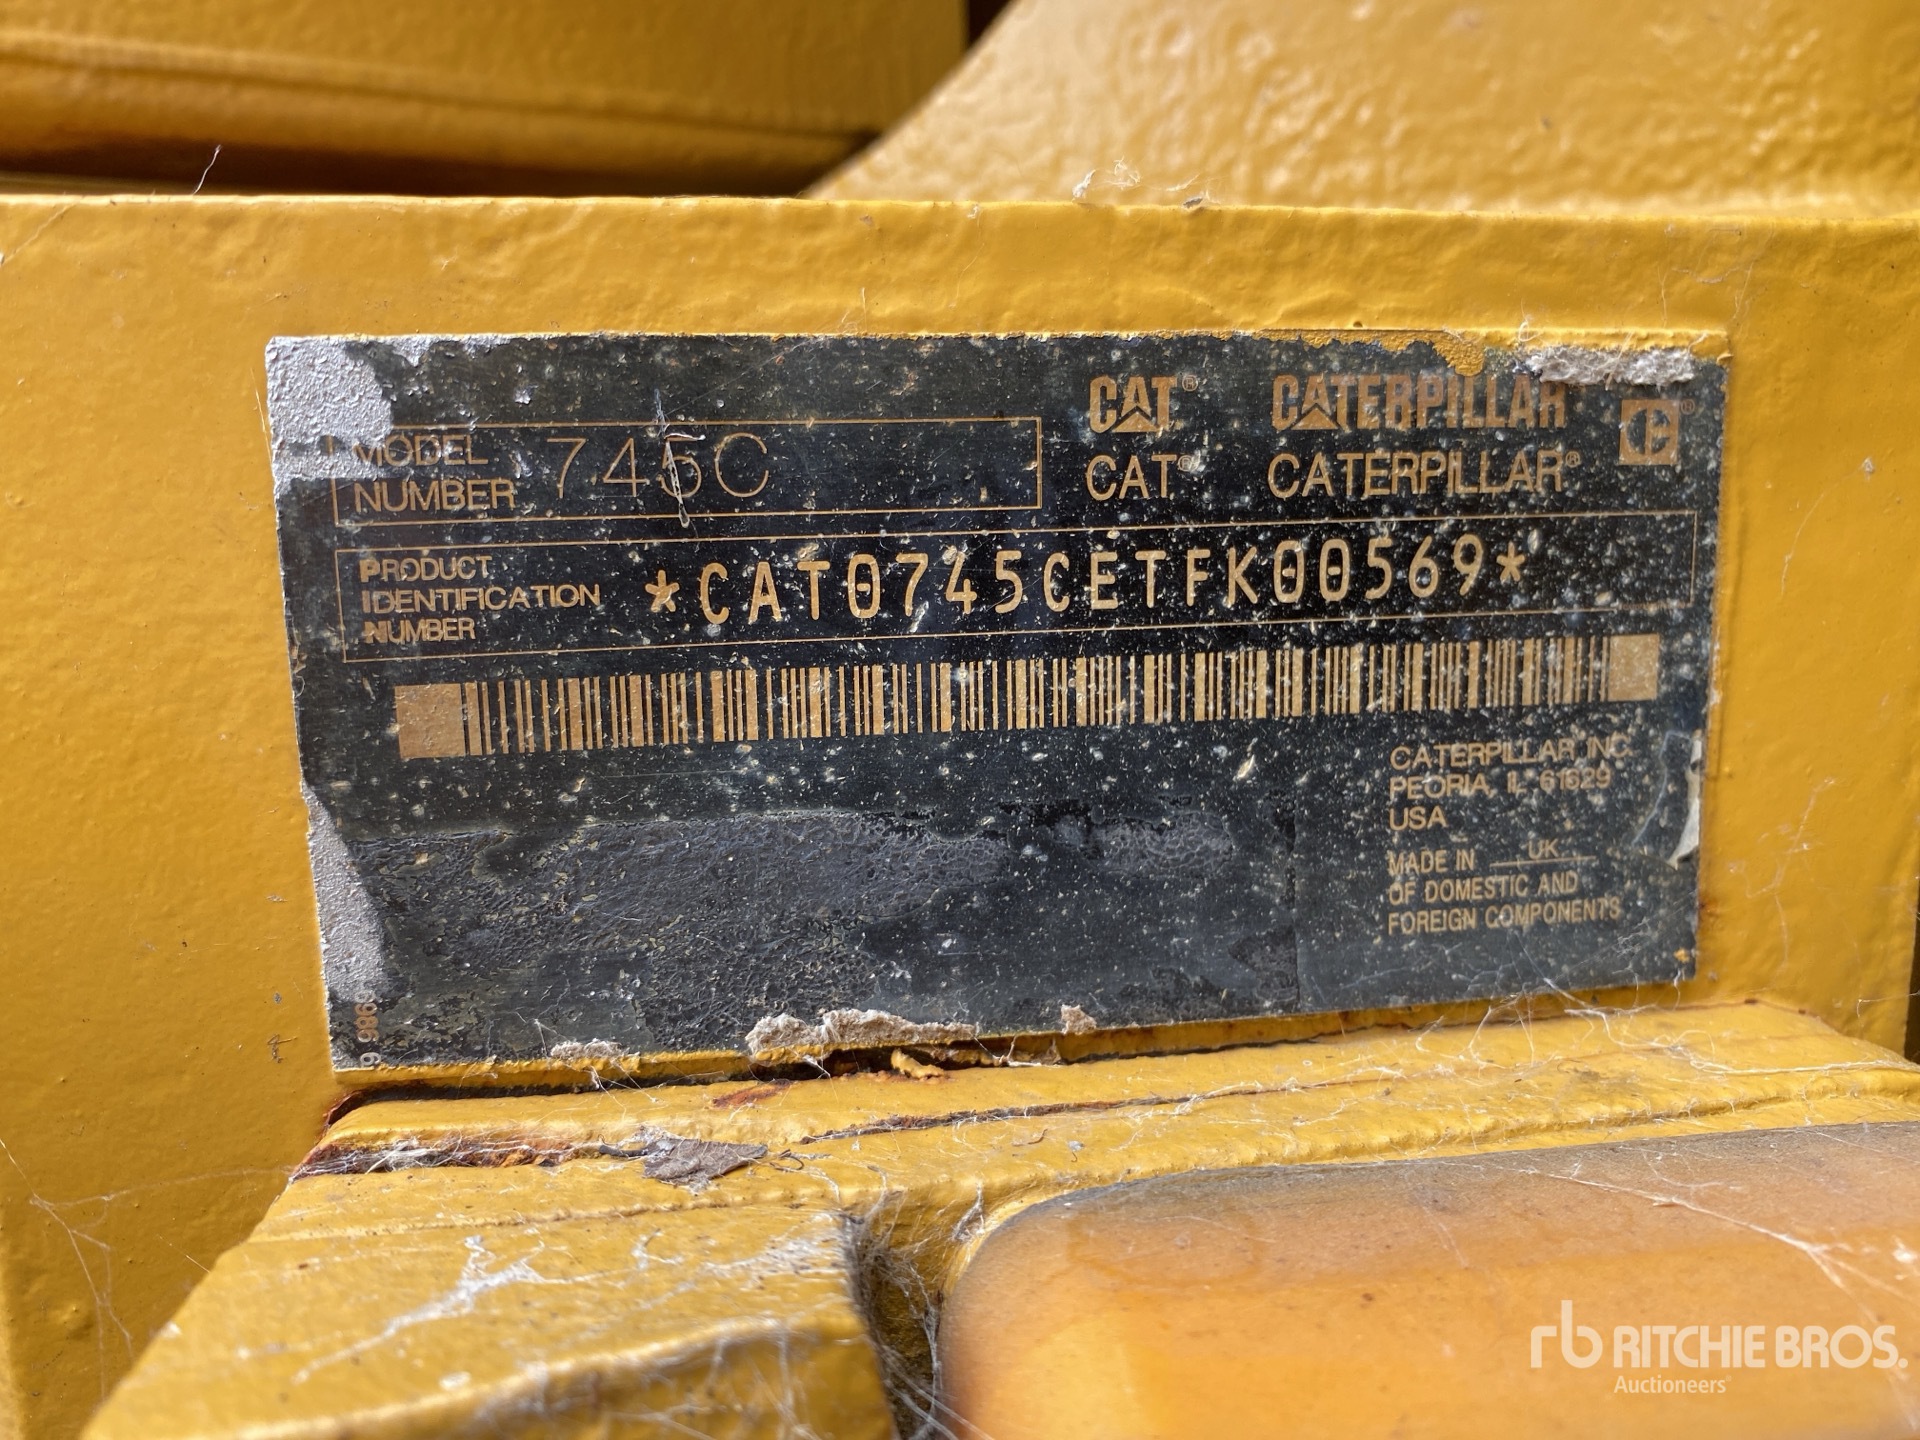 MODEL
NUMBER
745C
CAT® CATERPILLAR®
CAT® CATERPILLAR®
PRODUCT
IDENTIFICATION
NUMBER
*CAT0745CETFK00569*
CATERPILLAR INC.
PEORIA, IL 61629
USA
MADE IN UK
OF DOMESTIC AND
FOREIGN COMPONENTS
rb RITCHIE BROS.
Auctioneers